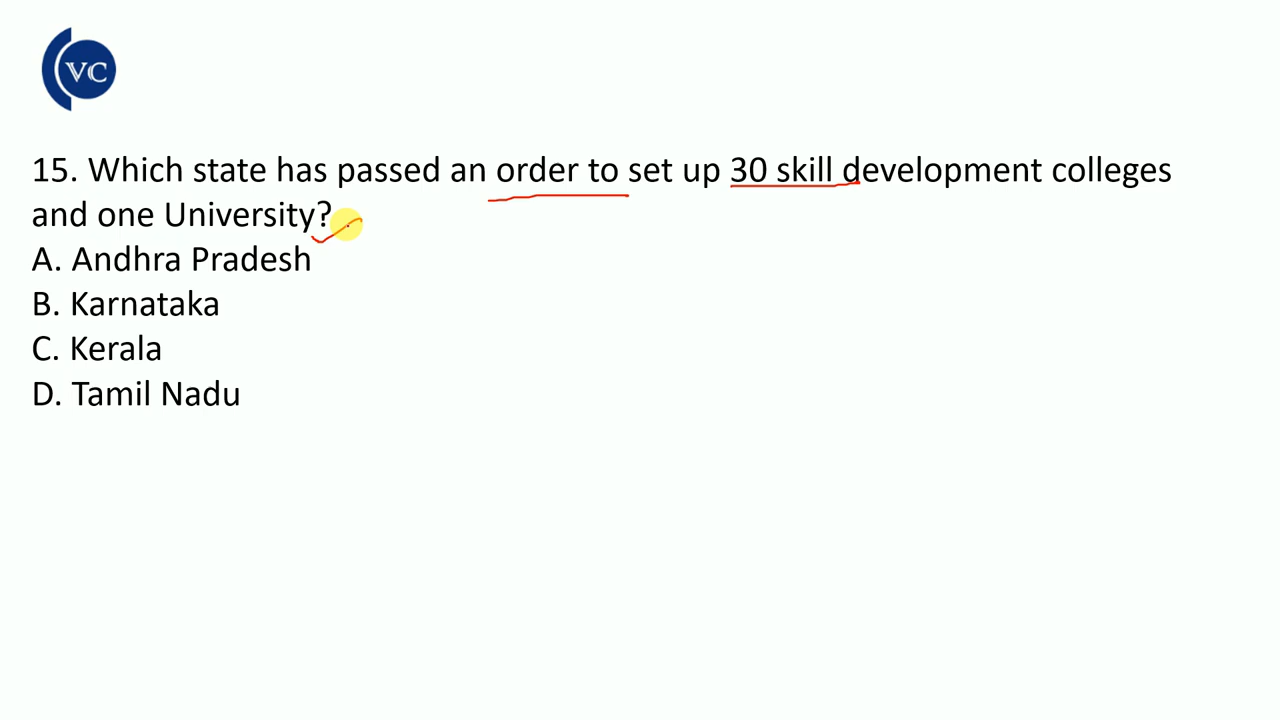 VC
15. Which state has passed an order to set up 30 skill development colleges
and one University?
A. Andhra Pradesh
B. Karnataka
C. Kerala
D. Tamil Nadu